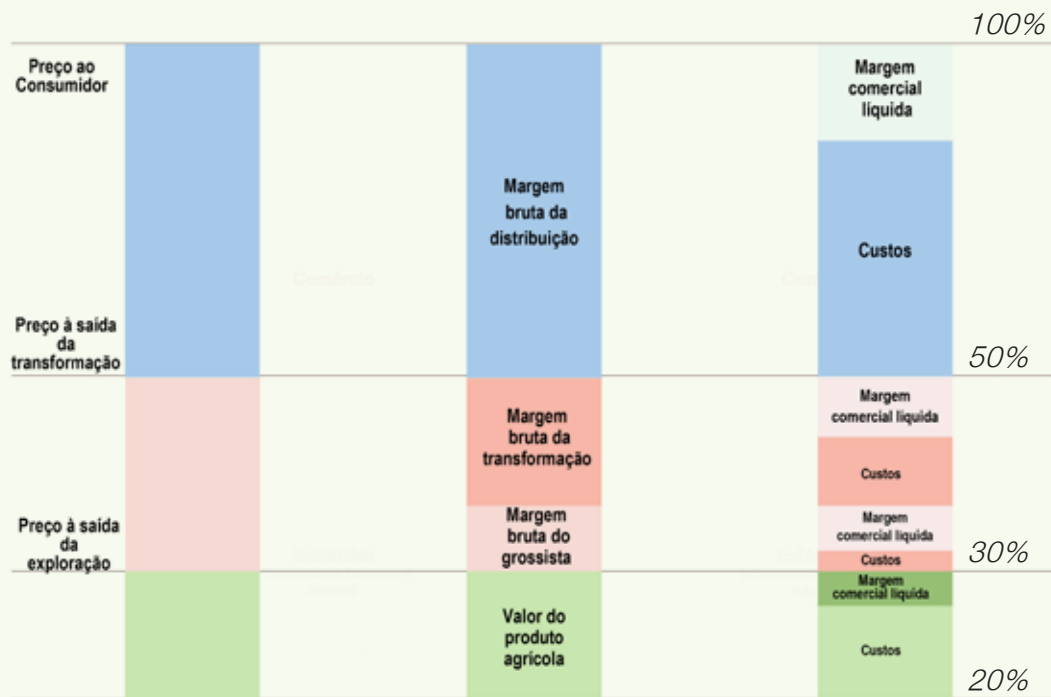 100%
Preço ao
Consumidor
Margem
comercial
líquida
Margem
bruta da
distribuição
Custos
Comércio
Preço à saída
da
transformação
50%
Margem
bruta da
transformação
Margem
comercial líquida
Custos
Preço à saída
da
exploração
Margem
bruta do
grossista
Margem
comercial líquida
Custos
30%
Margem
comercial líquida
Valor do
produto
agrícola
Custos
20%